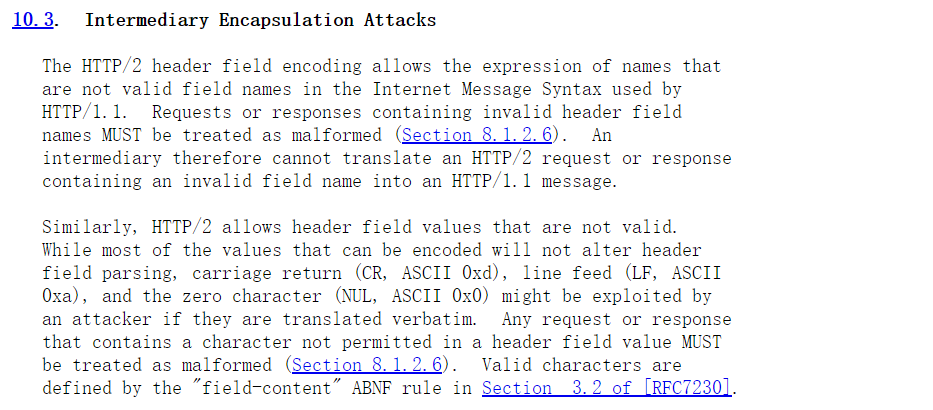 10.3.  Intermediary Encapsulation Attacks
The HTTP/2 header field encoding allows the expression of names that
are not valid field names in the Internet Message Syntax used by
HTTP/1.1.  Requests or responses containing invalid header field
names MUST be treated as malformed (Section 8.1.2.6).  An
intermediary therefore cannot translate an HTTP/2 request or response
containing an invalid field name into an HTTP/1.1 message.
Similarly, HTTP/2 allows header field values that are not valid.
While most of the values that can be encoded will not alter header
field parsing, carriage return (CR, ASCII 0xd), line feed (LF, ASCII
0xa), and the zero character (NUL, ASCII 0x0) might be exploited by
an attacker if they are translated verbatim.  Any request or response
that contains a character not permitted in a header field value MUST
be treated as malformed (Section 8.1.2.6).  Valid characters are
defined by the "field-content" ABNF rule in Section 3.2 of [RFC7230].